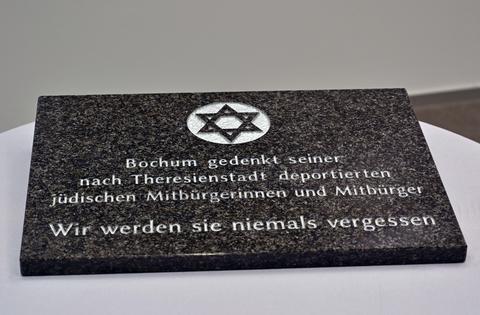 Bochum gedenkt seiner
nach Theresienstadt deportierten
jüdischen Mitbürgerinnen und Mitbürger
Wir werden sie niemals vergessen